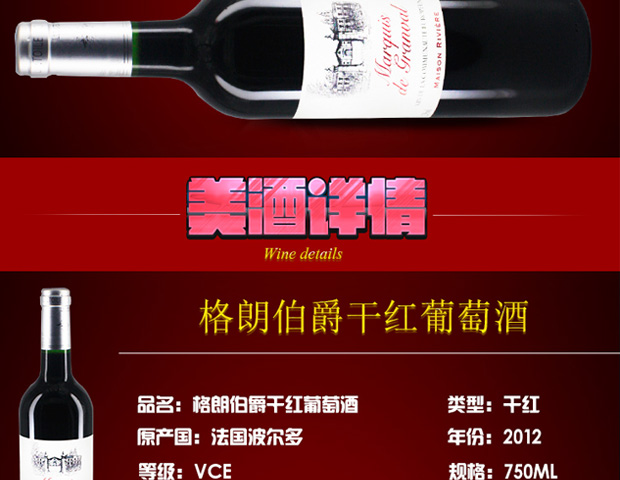 Marquis
de Grannval
MAISON RIVIÈRE
美酒详情
Wine details
格朗伯爵干红葡萄酒
品名：格朗伯爵干红葡萄酒 类型：干红
原产国：法国波尔多 年份：2012
等级：VCE 规格：750ML